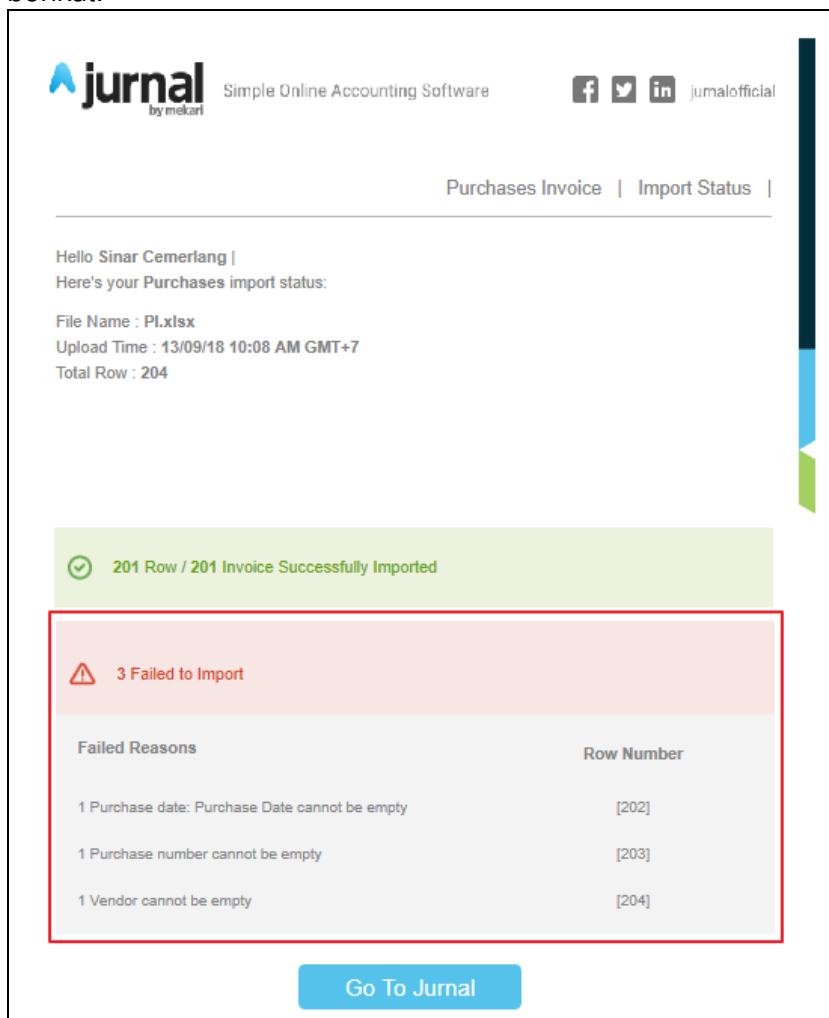 berikut.
jurnal
by mekari
Simple Online Accounting Software
jurnalofficial
Purchases Invoice | Import Status |
Hello Sinar Cemerlang |
Here's your Purchases import status:
File Name : PI.xlsx
Upload Time : 13/09/18 10:08 AM GMT+7
Total Row : 204
201 Row / 201 Invoice Successfully Imported
3 Failed to Import
Failed Reasons Row Number
1 Purchase date: Purchase Date cannot be empty [202]
1 Purchase number cannot be empty [203]
1 Vendor cannot be empty [204]
Go To Jurnal